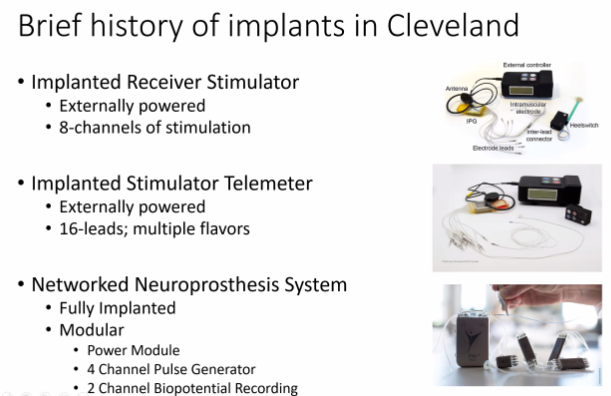 Brief history of implants in Cleveland
• Implanted Receiver Stimulator
• Externally powered
• 8-channels of stimulation
External controller
Antenna
Intramuscular
electrode
IPG
Heelswitch
Inter-lead
connector
Electrode leads
• Implanted Stimulator Telemeter
• Externally powered
• 16-leads; multiple flavors
• Networked Neuroprosthesis System
• Fully Implanted
• Modular
• Power Module
• 4 Channel Pulse Generator
• 2 Channel Biopotential Recording